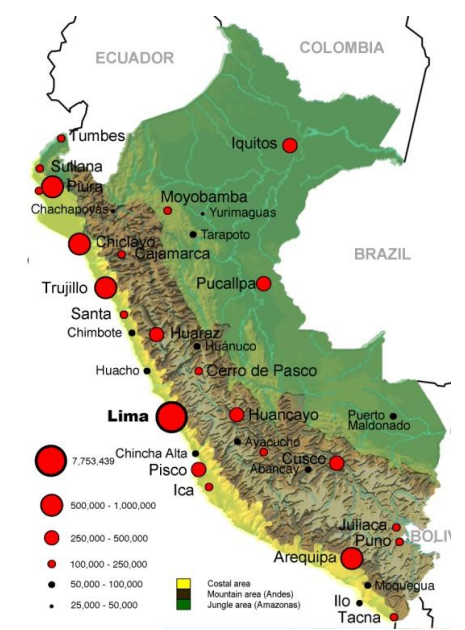 ECUADOR
COLOMBIA
Tumbes
Iquitos
Sullana
Piura
Moyobamba
Chachapoyas
Yurimaguas
Tarapoto
Chiclayo
Cajamarca
BRAZIL
Pucallpa
Trujillo
Santa
Chimbote
Huaraz
Huánuco
Huacho
Cerro de Pasco
Lima
Huancayo
Puerto
Maldonado
Ayacucho
Chincha Alta
Cusco
Abancay
Pisco
Ica
Juliaca
Puno
BOLIV
Arequipa
Moquegua
Ilo
Tacna
7,753,439
500,000 - 1,000,000
250,000 - 500,000
100,000 - 250,000
50,000 - 100,000
25,000 - 50,000
Costal area
Mountain area (Andes)
Jungle area (Amazonas)